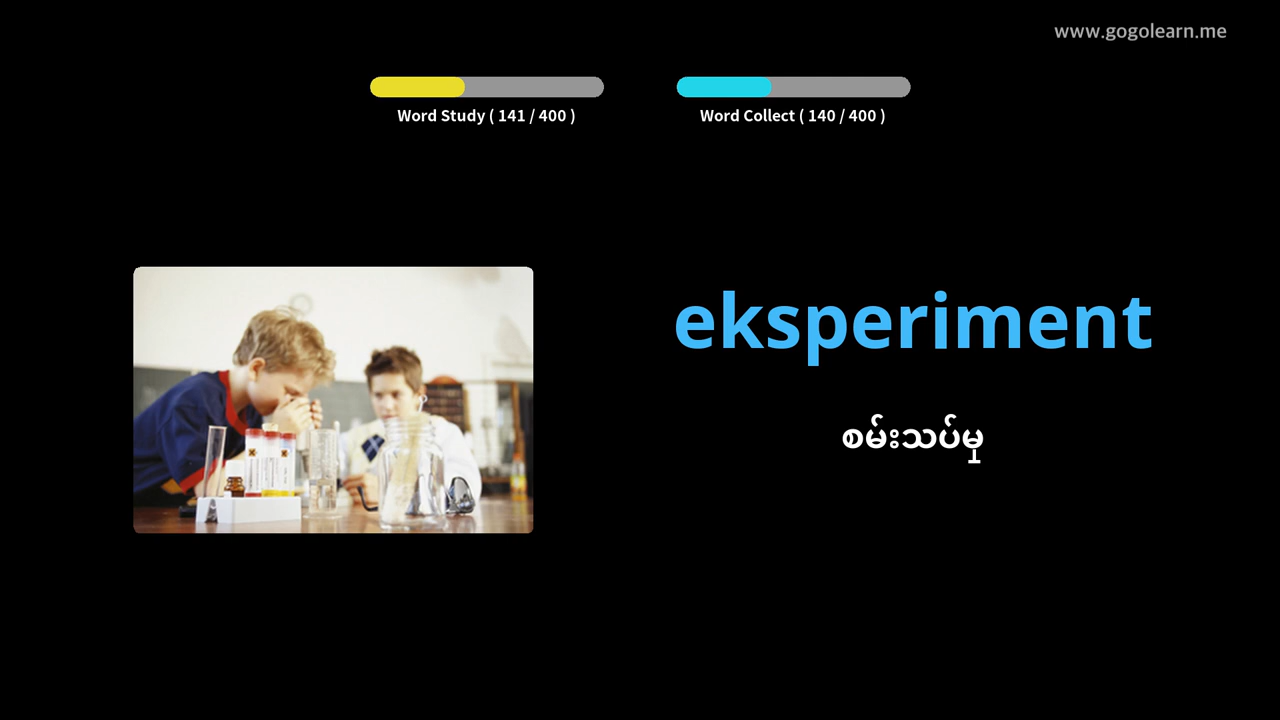 www.gogolearn.me
Word Study ( 141 / 400 )
Word Collect ( 140 / 400 )
eksperiment
စမ်းသပ်မှု